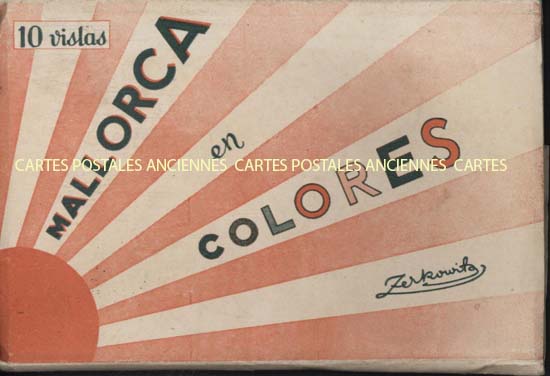 10 vistas
MALLORCA
en
COLORES
CARTES POSTALES ANCIENNES CARTES POSTALES ANCIENNES CARTES
Zerkowitz